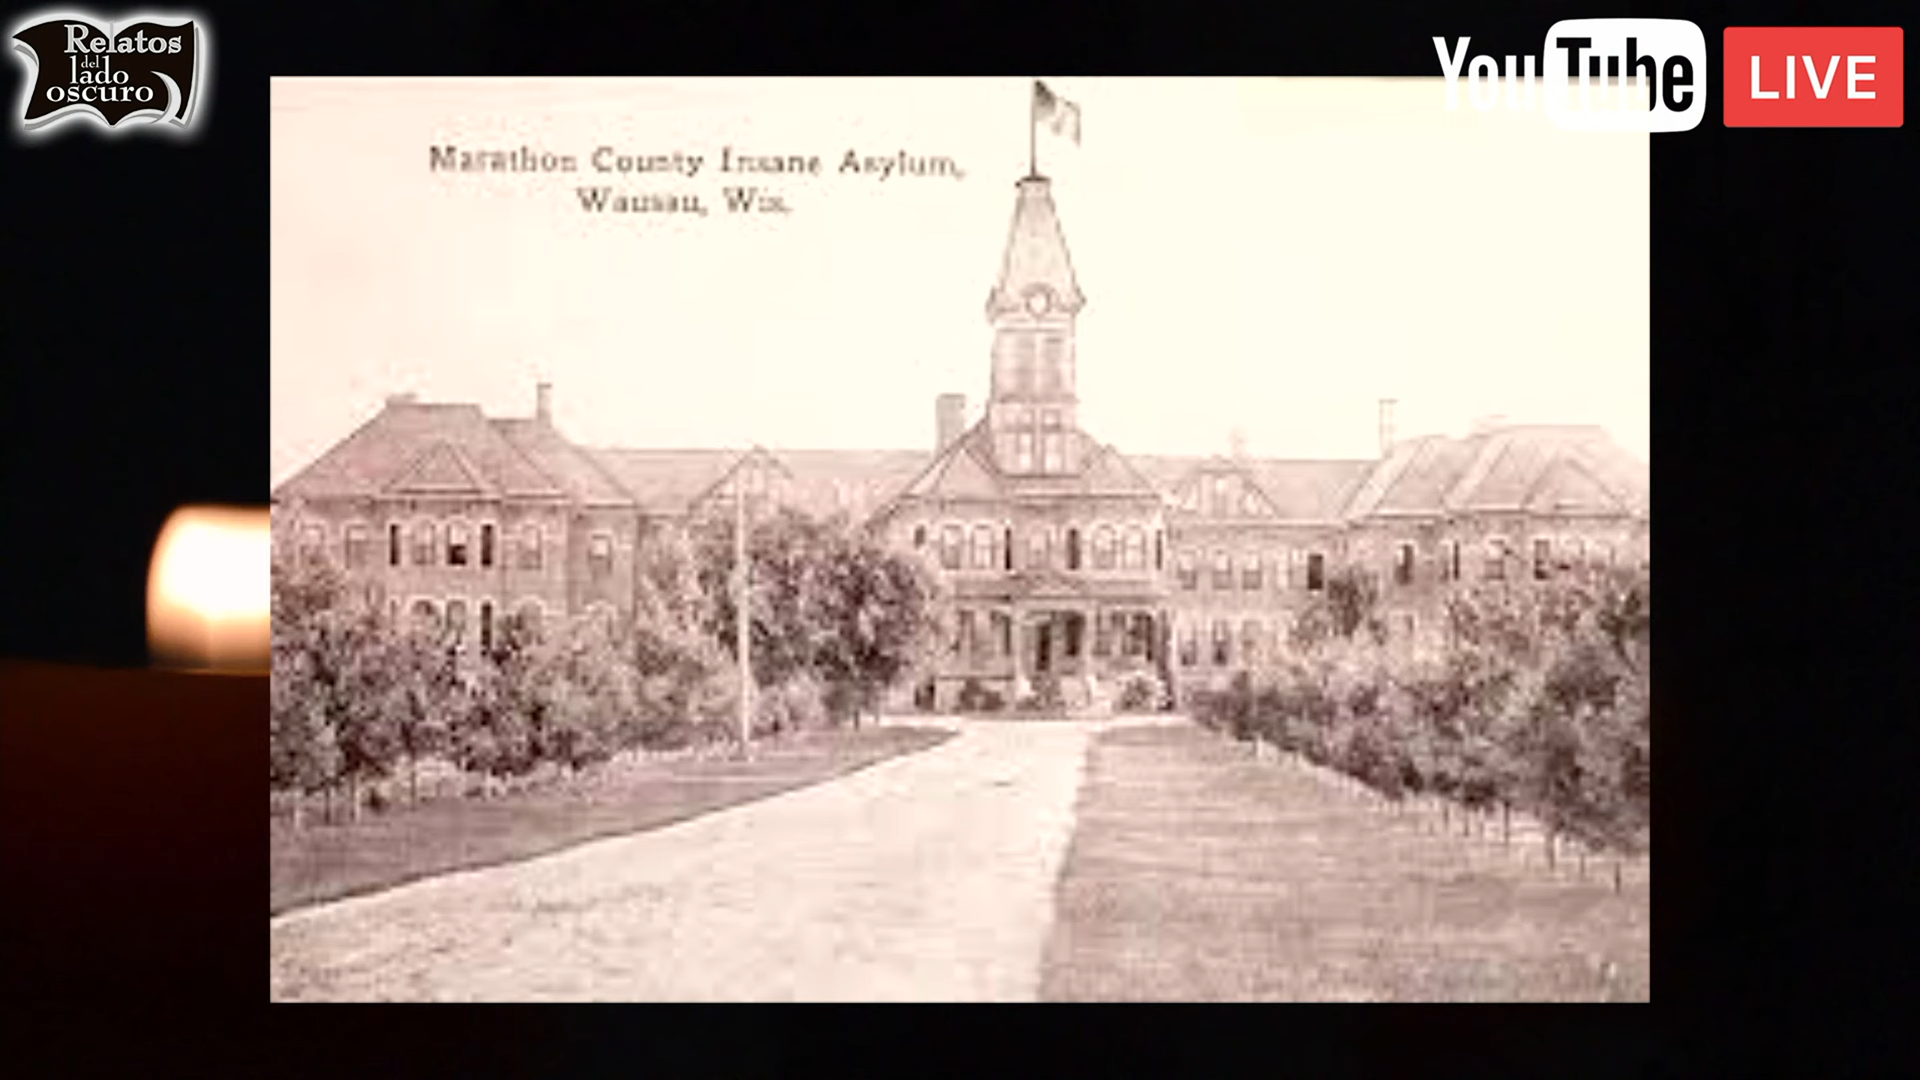 Relatos
del
lado
oscuro
YouTube LIVE
Marathon County Insane Asylum,
Wausau, Wis.